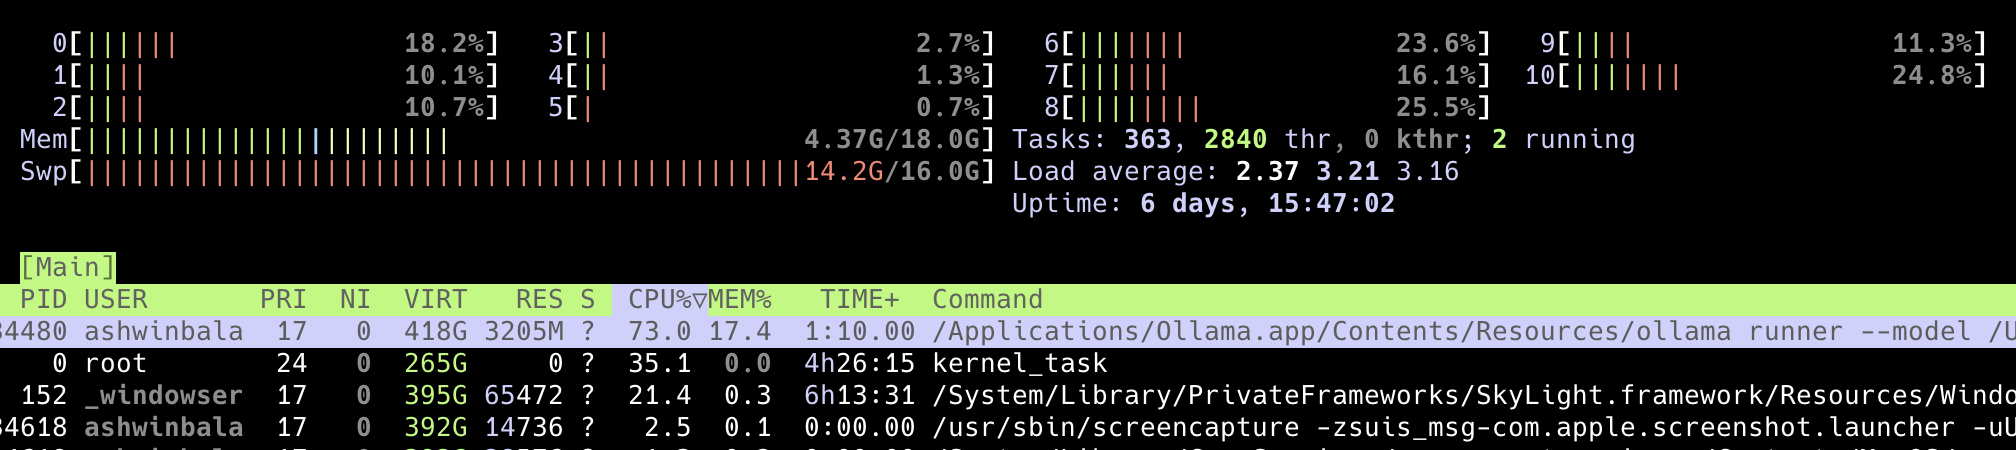 0[|||||| 18.2%] 3[|| 2.7%] 6[||||||| 23.6%] 9[|||| 11.3%]
1[|||| 10.1%] 4[|| 1.3%] 7[|||||| 16.1%] 10[||||||| 24.8%]
2[|||| 10.7%] 5[| 0.7%] 8[|||||||| 25.5%]
Mem[||||||||||||||||||||||| 4.37G/18.0G] Tasks: 363, 2840 thr, 0 kthr; 2 running
Swp[|||||||||||||||||||||||||||||||||||||||||||||14.2G/16.0G] Load average: 2.37 3.21 3.16
Uptime: 6 days, 15:47:02
[Main]
PID USER PRI NI VIRT RES S CPU%▽MEM% TIME+ Command
34480 ashwinbala 17 0 418G 3205M ? 73.0 17.4 1:10.00 /Applications/Ollama.app/Contents/Resources/ollama runner --model /U
0 root 24 0 265G 0 ? 35.1 0.0 4h26:15 kernel_task
152 _windowser 17 0 395G 65472 ? 21.4 0.3 6h13:31 /System/Library/PrivateFrameworks/SkyLight.framework/Resources/Windo
34618 ashwinbala 17 0 392G 14736 ? 2.5 0.1 0:00.00 /usr/sbin/screencapture -zsuis_msg-com.apple.screenshot.launcher -uU